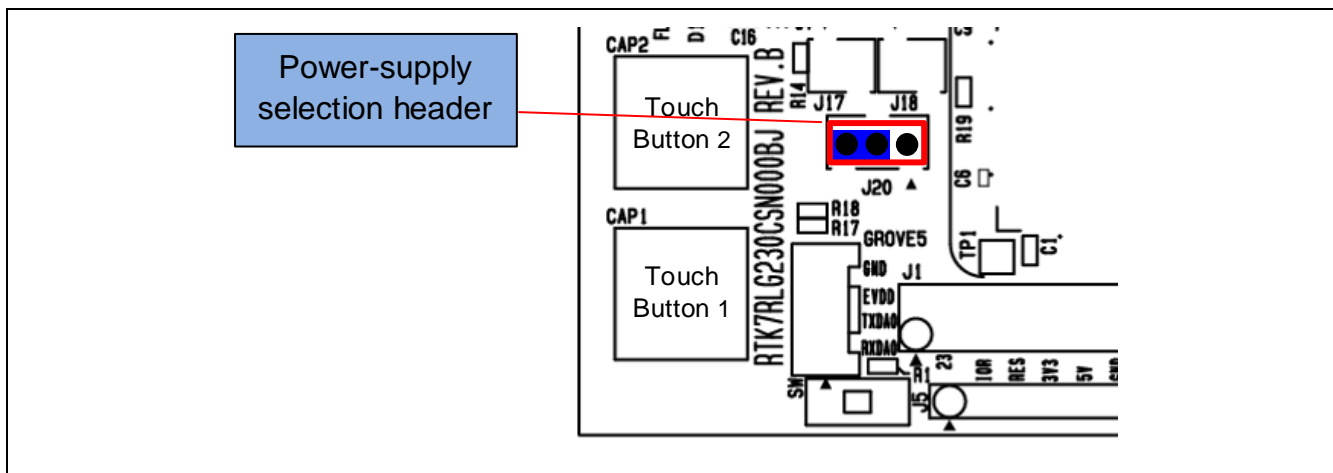 Power-supply
selection header
CAP2
C16
Touch
Button 2
RTK7RLG230CSN000BJ REV.B
R14
J17
J18
R19
J20
C6
R18
R17
CAP1
GROVE5
TP1
C1
Touch
Button 1
GND
J1
EVDD
TXDA0
RXDA0
SW
J5
23
IOR
RES
3V3
5V